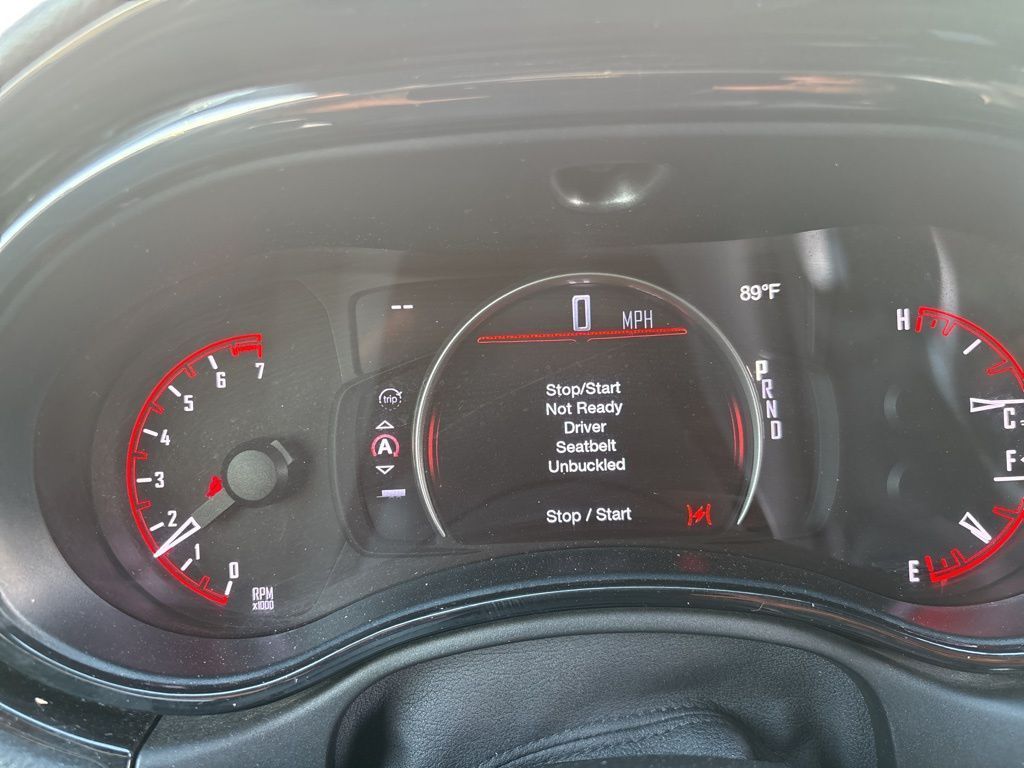 --
0 MPH
89°F
H
7
6
5
4
3
2
1
0
RPM
x1000
trip
A
Stop/Start
Not Ready
Driver
Seatbelt
Unbuckled
Stop / Start
P
R
N
D
C
F
E